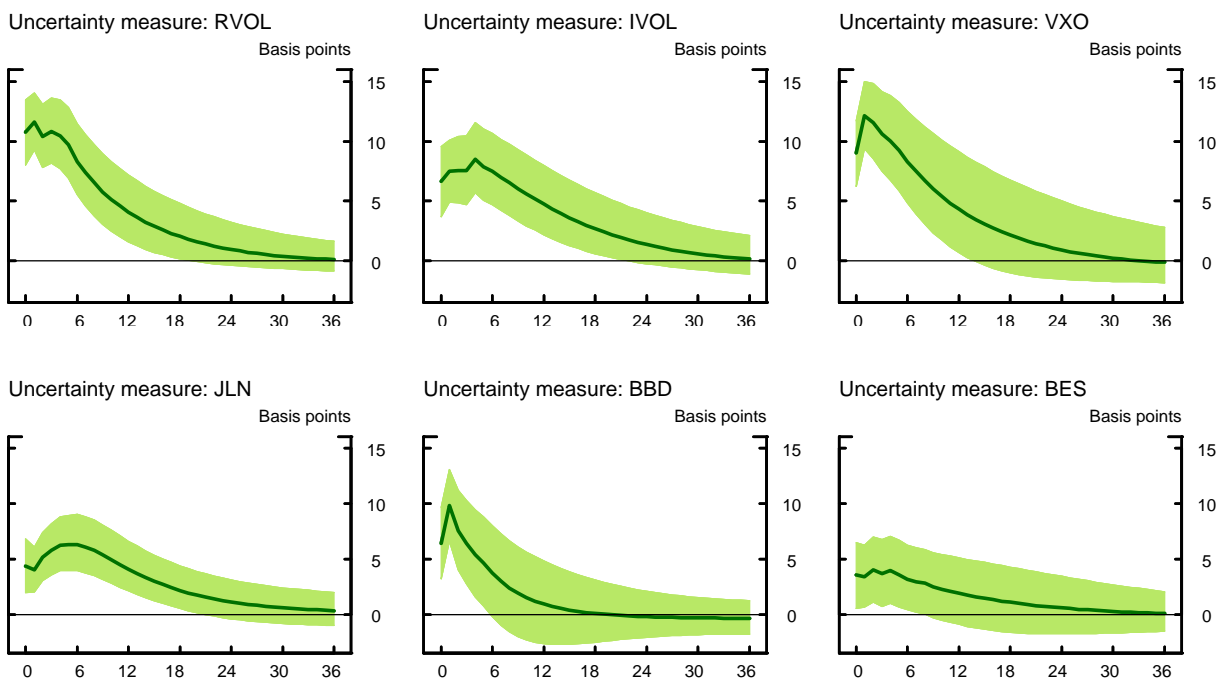 Uncertainty measure: RVOL
Basis points
15
10
5
0
0 6 12 18 24 30 36
Uncertainty measure: IVOL
Basis points
15
10
5
0
0 6 12 18 24 30 36
Uncertainty measure: VXO
Basis points
15
10
5
0
0 6 12 18 24 30 36
Uncertainty measure: JLN
Basis points
15
10
5
0
0 6 12 18 24 30 36
Uncertainty measure: BBD
Basis points
15
10
5
0
0 6 12 18 24 30 36
Uncertainty measure: BES
Basis points
15
10
5
0
0 6 12 18 24 30 36